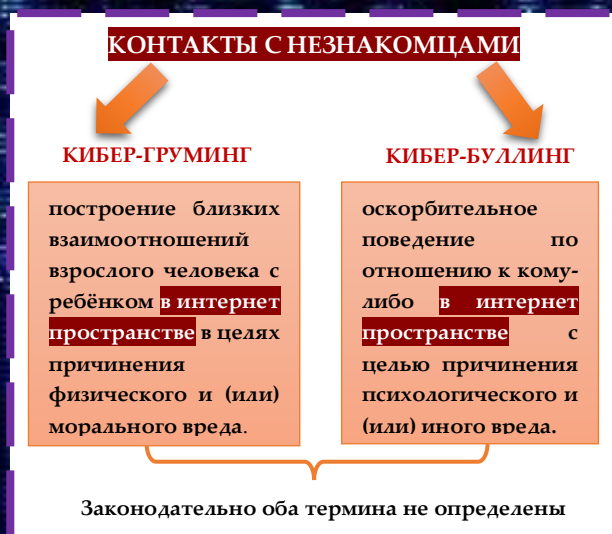 КОНТАКТЫ С НЕЗНАКОМЦАМИ
КИБЕР-ГРУМИНГ
построение близких
взаимоотношений
взрослого человека с
ребёнком в интернет
пространстве в целях
причинения
физического и (или)
морального вреда.
КИБЕР-БУЛЛИНГ
оскорбительное
поведение по
отношению к кому-
либо в интернет
пространстве с
целью причинения
психологического и
(или) иного вреда.
Законодательно оба термина не определены